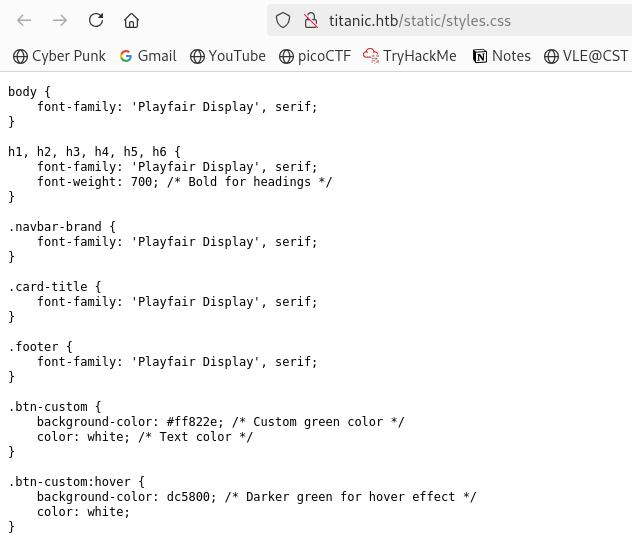 titanic.htb/static/styles.css
Cyber Punk Gmail YouTube picoCTF TryHackMe Notes VLE@CST
body {
    font-family: 'Playfair Display', serif;
}
h1, h2, h3, h4, h5, h6 {
    font-family: 'Playfair Display', serif;
    font-weight: 700; /* Bold for headings */
}
.navbar-brand {
    font-family: 'Playfair Display', serif;
}
.card-title {
    font-family: 'Playfair Display', serif;
}
.footer {
    font-family: 'Playfair Display', serif;
}
.btn-custom {
    background-color: #ff822e; /* Custom green color */
    color: white; /* Text color */
}
.btn-custom:hover {
    background-color: dc5800; /* Darker green for hover effect */
    color: white;
}